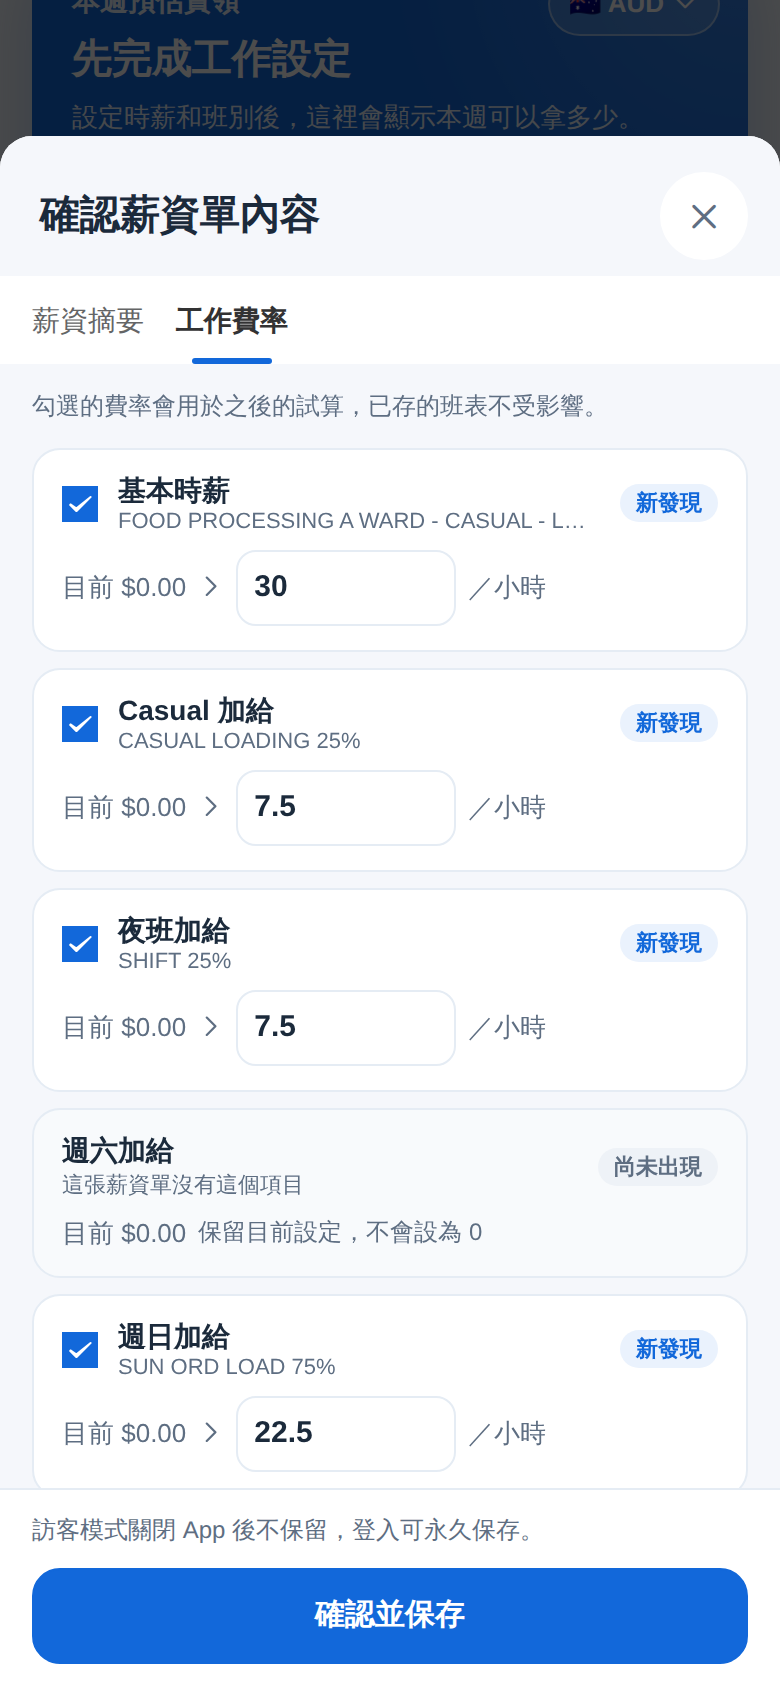 本週預估實領
AUD
先完成工作設定
設定時薪和班別後，這裡會顯示本週可以拿多少。
確認薪資單內容
薪資摘要 工作費率
勾選的費率會用於之後的試算，已存的班表不受影響。
基本時薪
FOOD PROCESSING A WARD - CASUAL - L…
新發現
目前 $0.00 30 ／小時
Casual 加給
CASUAL LOADING 25%
新發現
目前 $0.00 7.5 ／小時
夜班加給
SHIFT 25%
新發現
目前 $0.00 7.5 ／小時
週六加給
這張薪資單沒有這個項目
尚未出現
目前 $0.00 保留目前設定，不會設為 0
週日加給
SUN ORD LOAD 75%
新發現
目前 $0.00 22.5 ／小時
訪客模式關閉 App 後不保留，登入可永久保存。
確認並保存